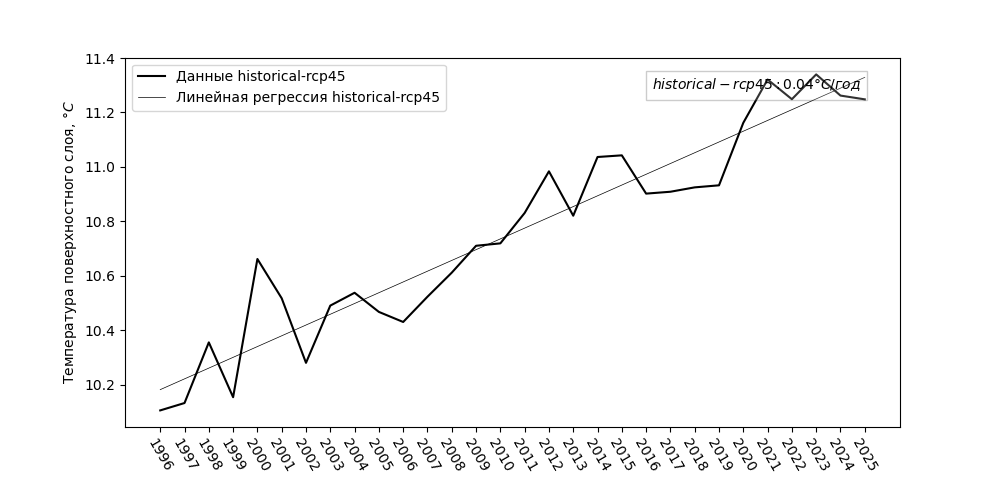 Данные historical-rcp45
Линейная регрессия historical-rcp45
historical − rcp45 : 0.04°C/год
Температура поверхностного слоя, °C
11.4
11.2
11.0
10.8
10.6
10.4
10.2
1996 1997 1998 1999 2000 2001 2002 2003 2004 2005 2006 2007 2008 2009 2010 2011 2012 2013 2014 2015 2016 2017 2018 2019 2020 2021 2022 2023 2024 2025